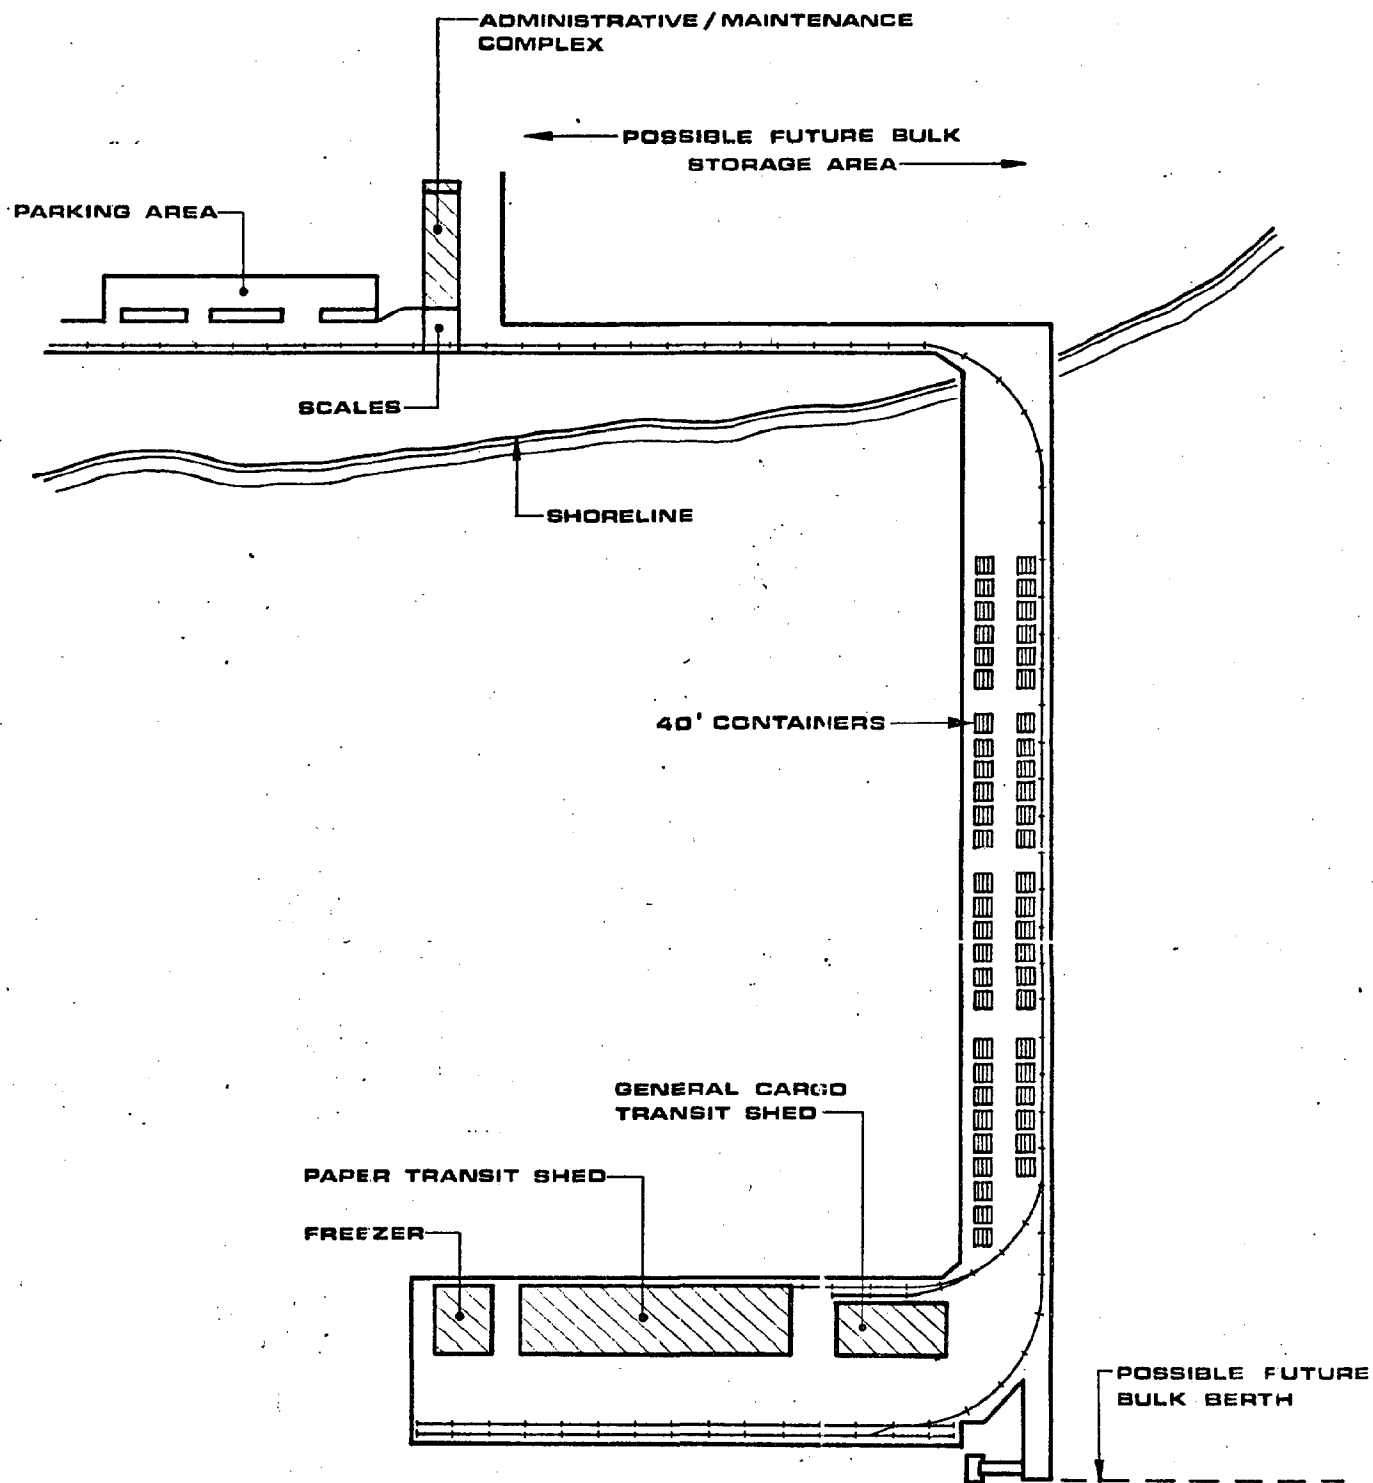 ADMINISTRATIVE / MAINTENANCE
COMPLEX
POSSIBLE FUTURE BULK
STORAGE AREA
PARKING AREA
SCALES
SHORELINE
40' CONTAINERS
GENERAL CARGO
TRANSIT SHED
PAPER TRANSIT SHED
FREEZER
POSSIBLE FUTURE
BULK BERTH